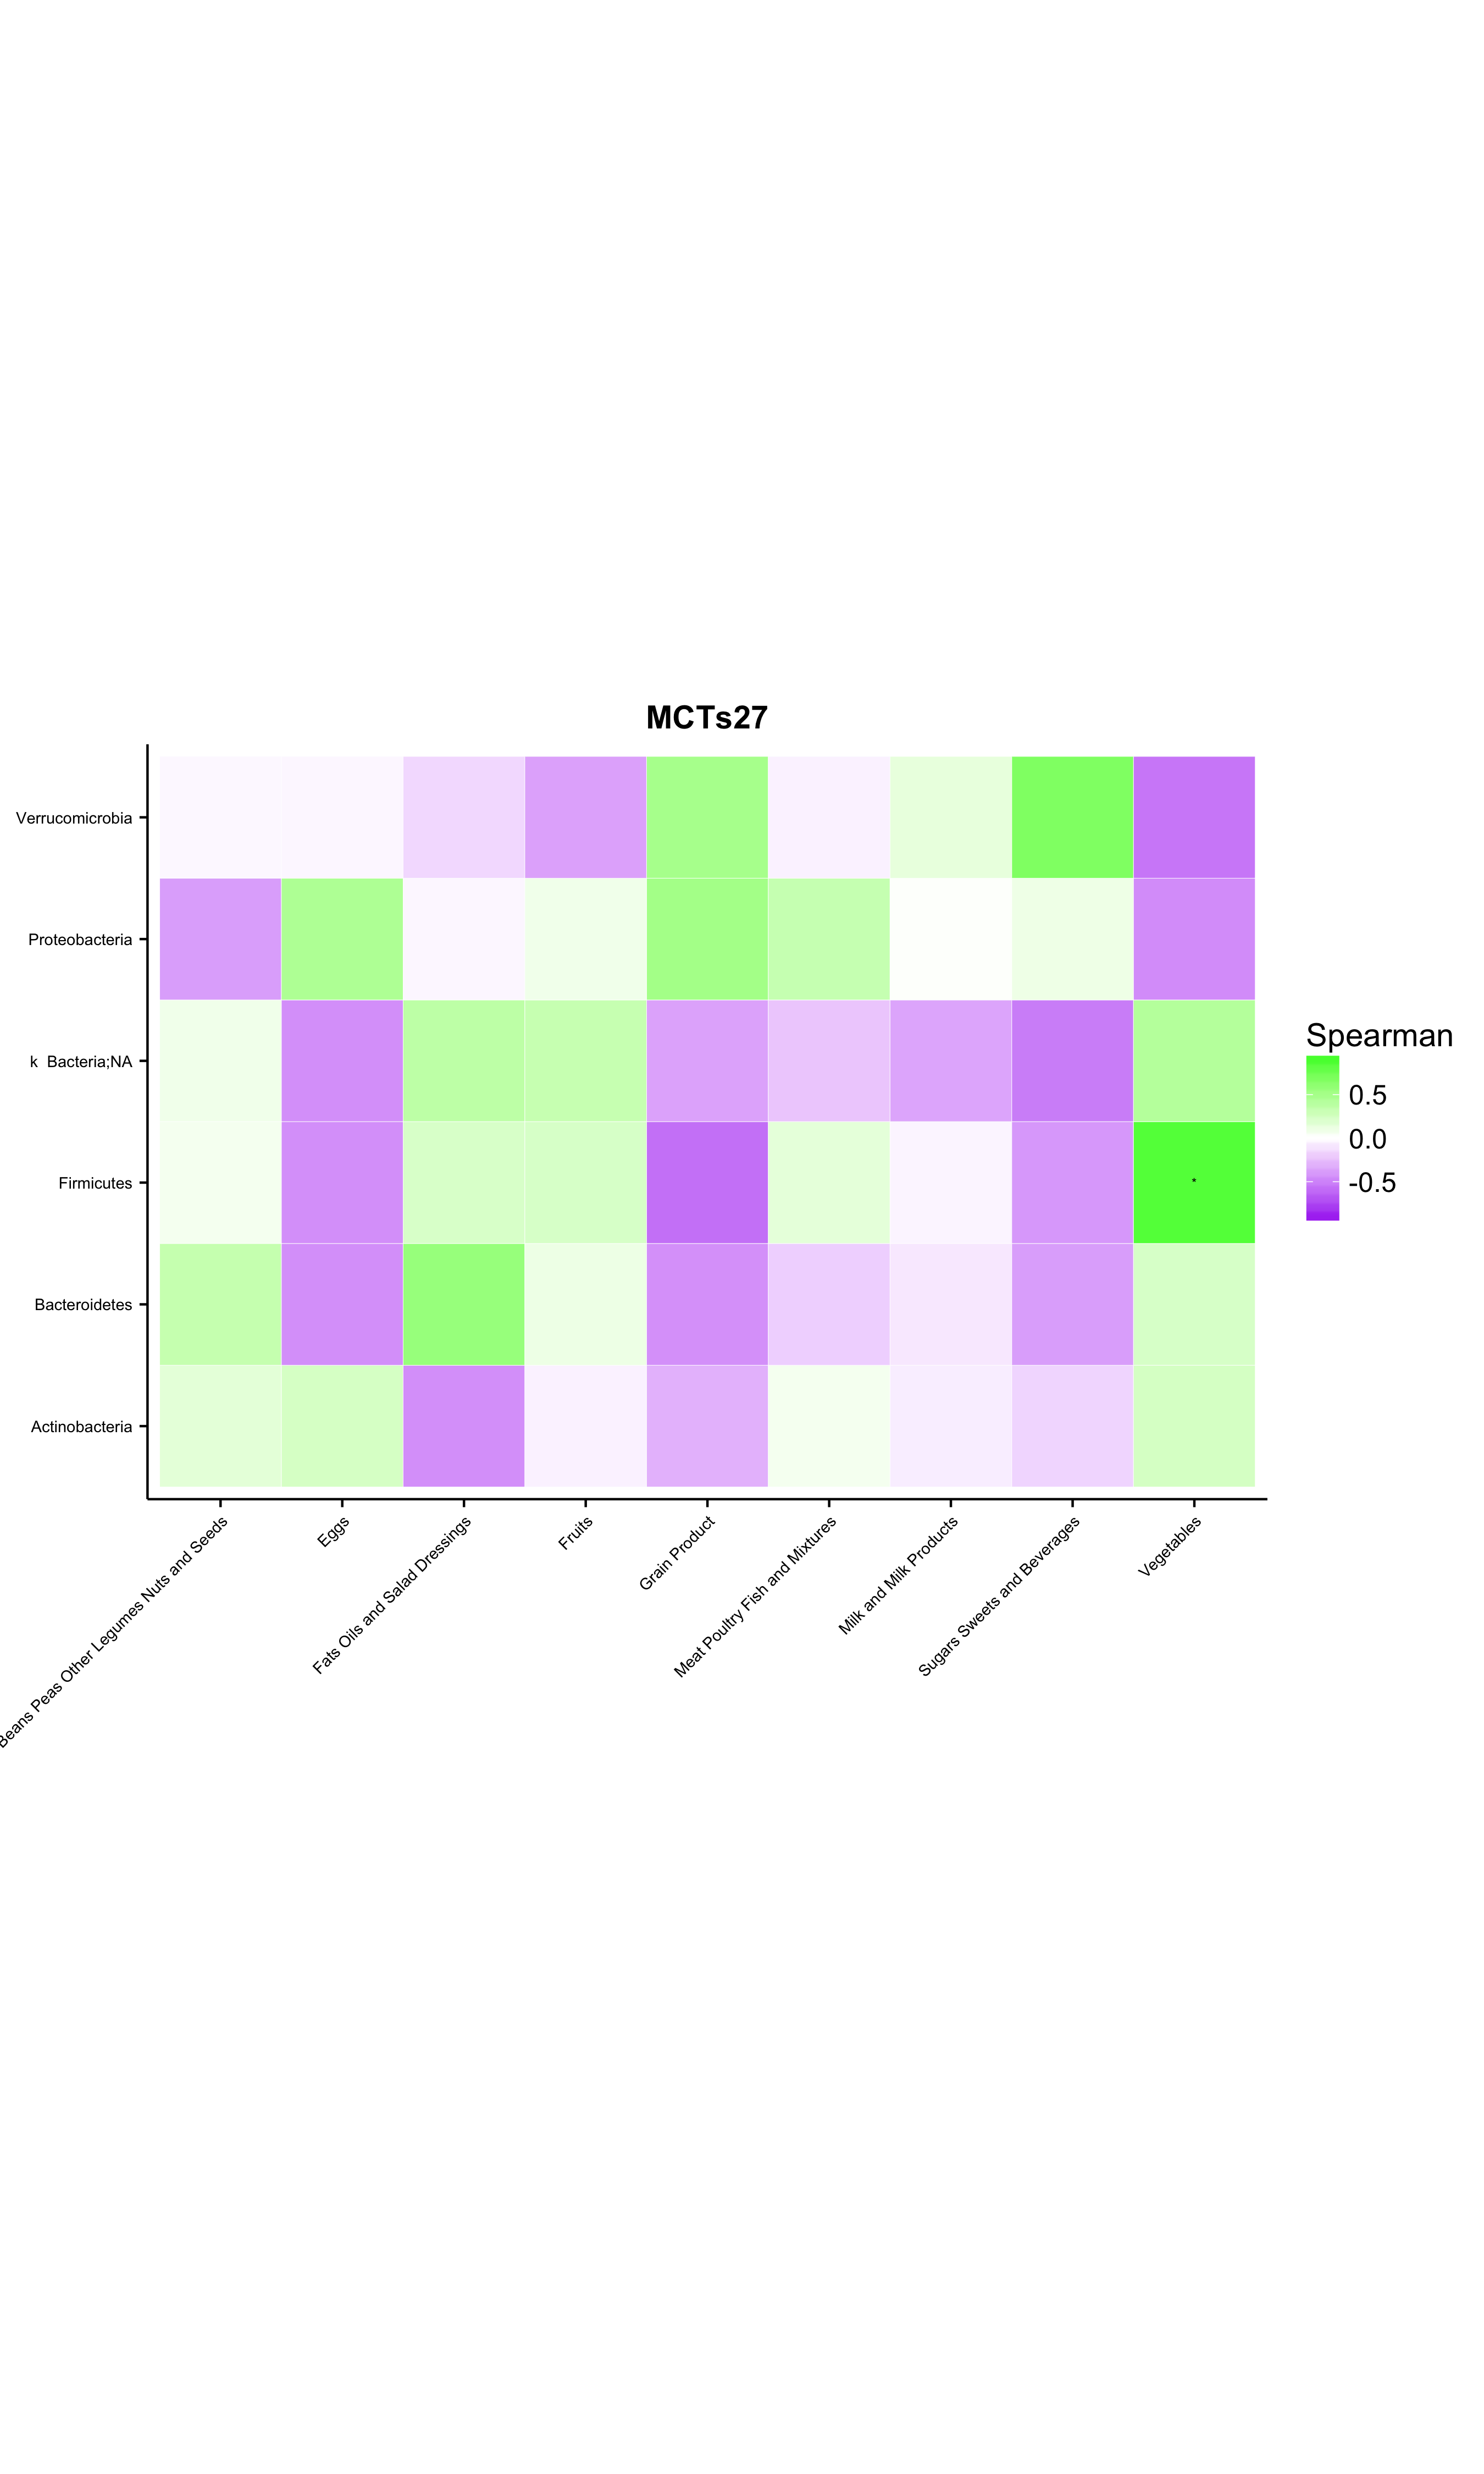 MCTs27
Verrucomicrobia
Proteobacteria
k Bacteria;NA
Firmicutes
*
Bacteroidetes
Actinobacteria
Spearman
0.5
0.0
-0.5
Beans Peas Other Legumes Nuts and Seeds
Eggs
Fats Oils and Salad Dressings
Fruits
Grain Product
Meat Poultry Fish and Mixtures
Milk and Milk Products
Sugars Sweets and Beverages
Vegetables